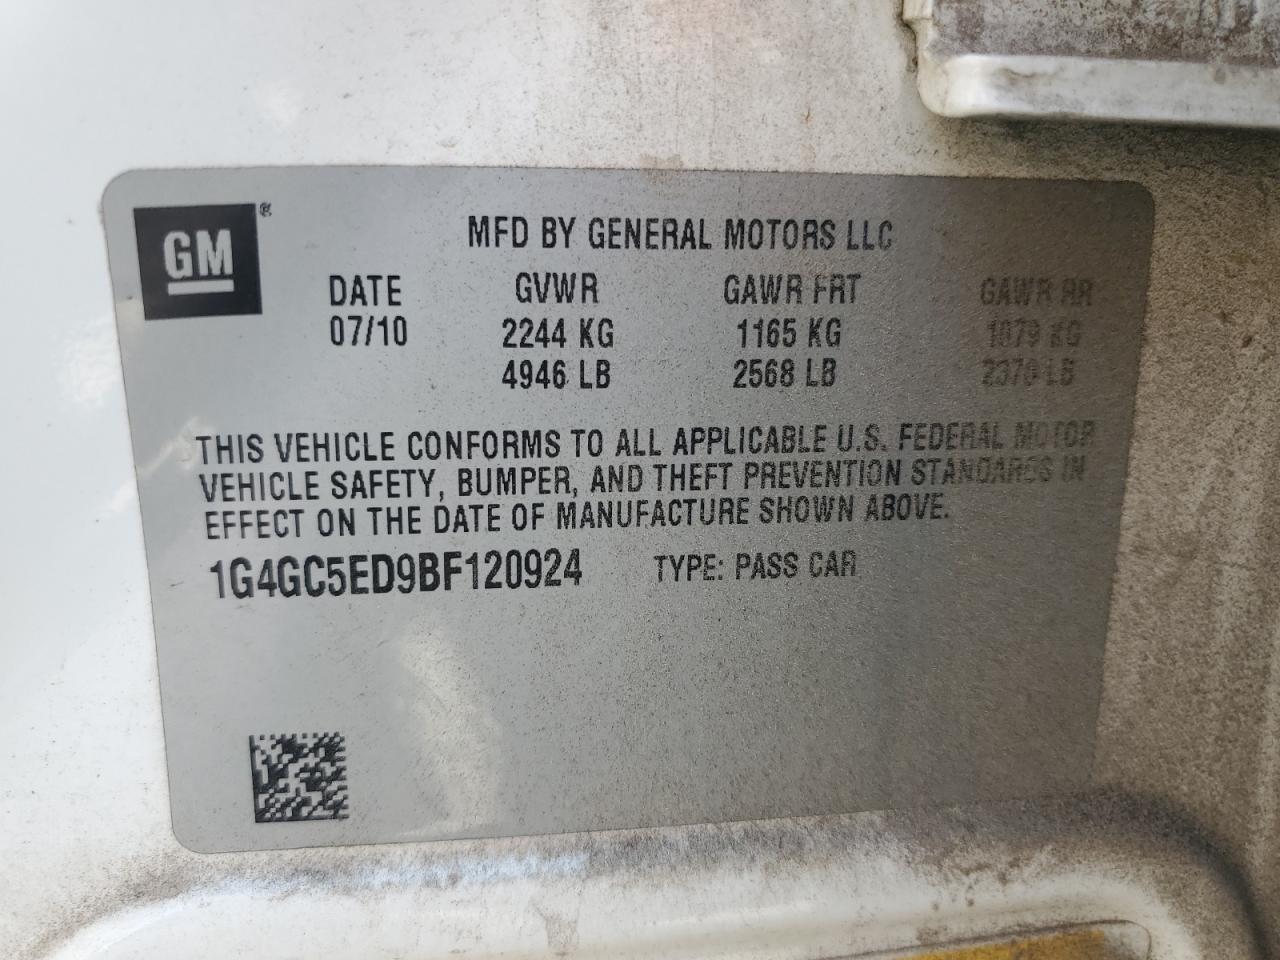 GM®
MFD BY GENERAL MOTORS LLC
DATE GVWR GAWR FRT GAWR RR
07/10 2244 KG 1165 KG 1079 KG
4946 LB 2568 LB 2378 LB
THIS VEHICLE CONFORMS TO ALL APPLICABLE U.S. FEDERAL MOTOR
VEHICLE SAFETY, BUMPER, AND THEFT PREVENTION STANDARDS IN
EFFECT ON THE DATE OF MANUFACTURE SHOWN ABOVE.
1G4GC5ED9BF120924 TYPE: PASS CAR